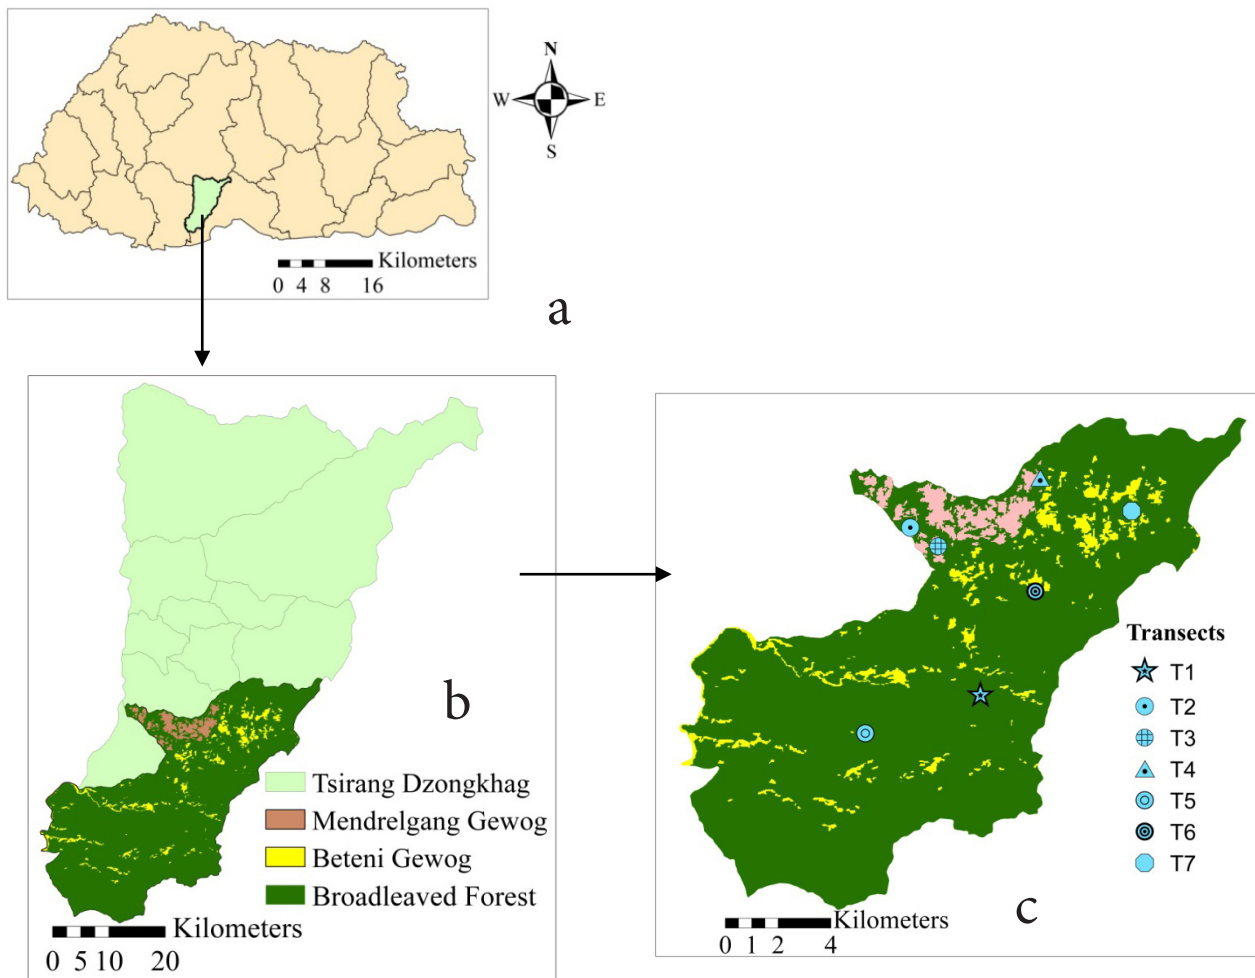 N
W E
S
Kilometers
0 4 8 16
a
b
Tsirang Dzongkhag
Mendrelgang Gewog
Beteni Gewog
Broadleaved Forest
Kilometers
0 5 10 20
Transects
T1
T2
T3
T4
T5
T6
T7
c
Kilometers
0 1 2 4